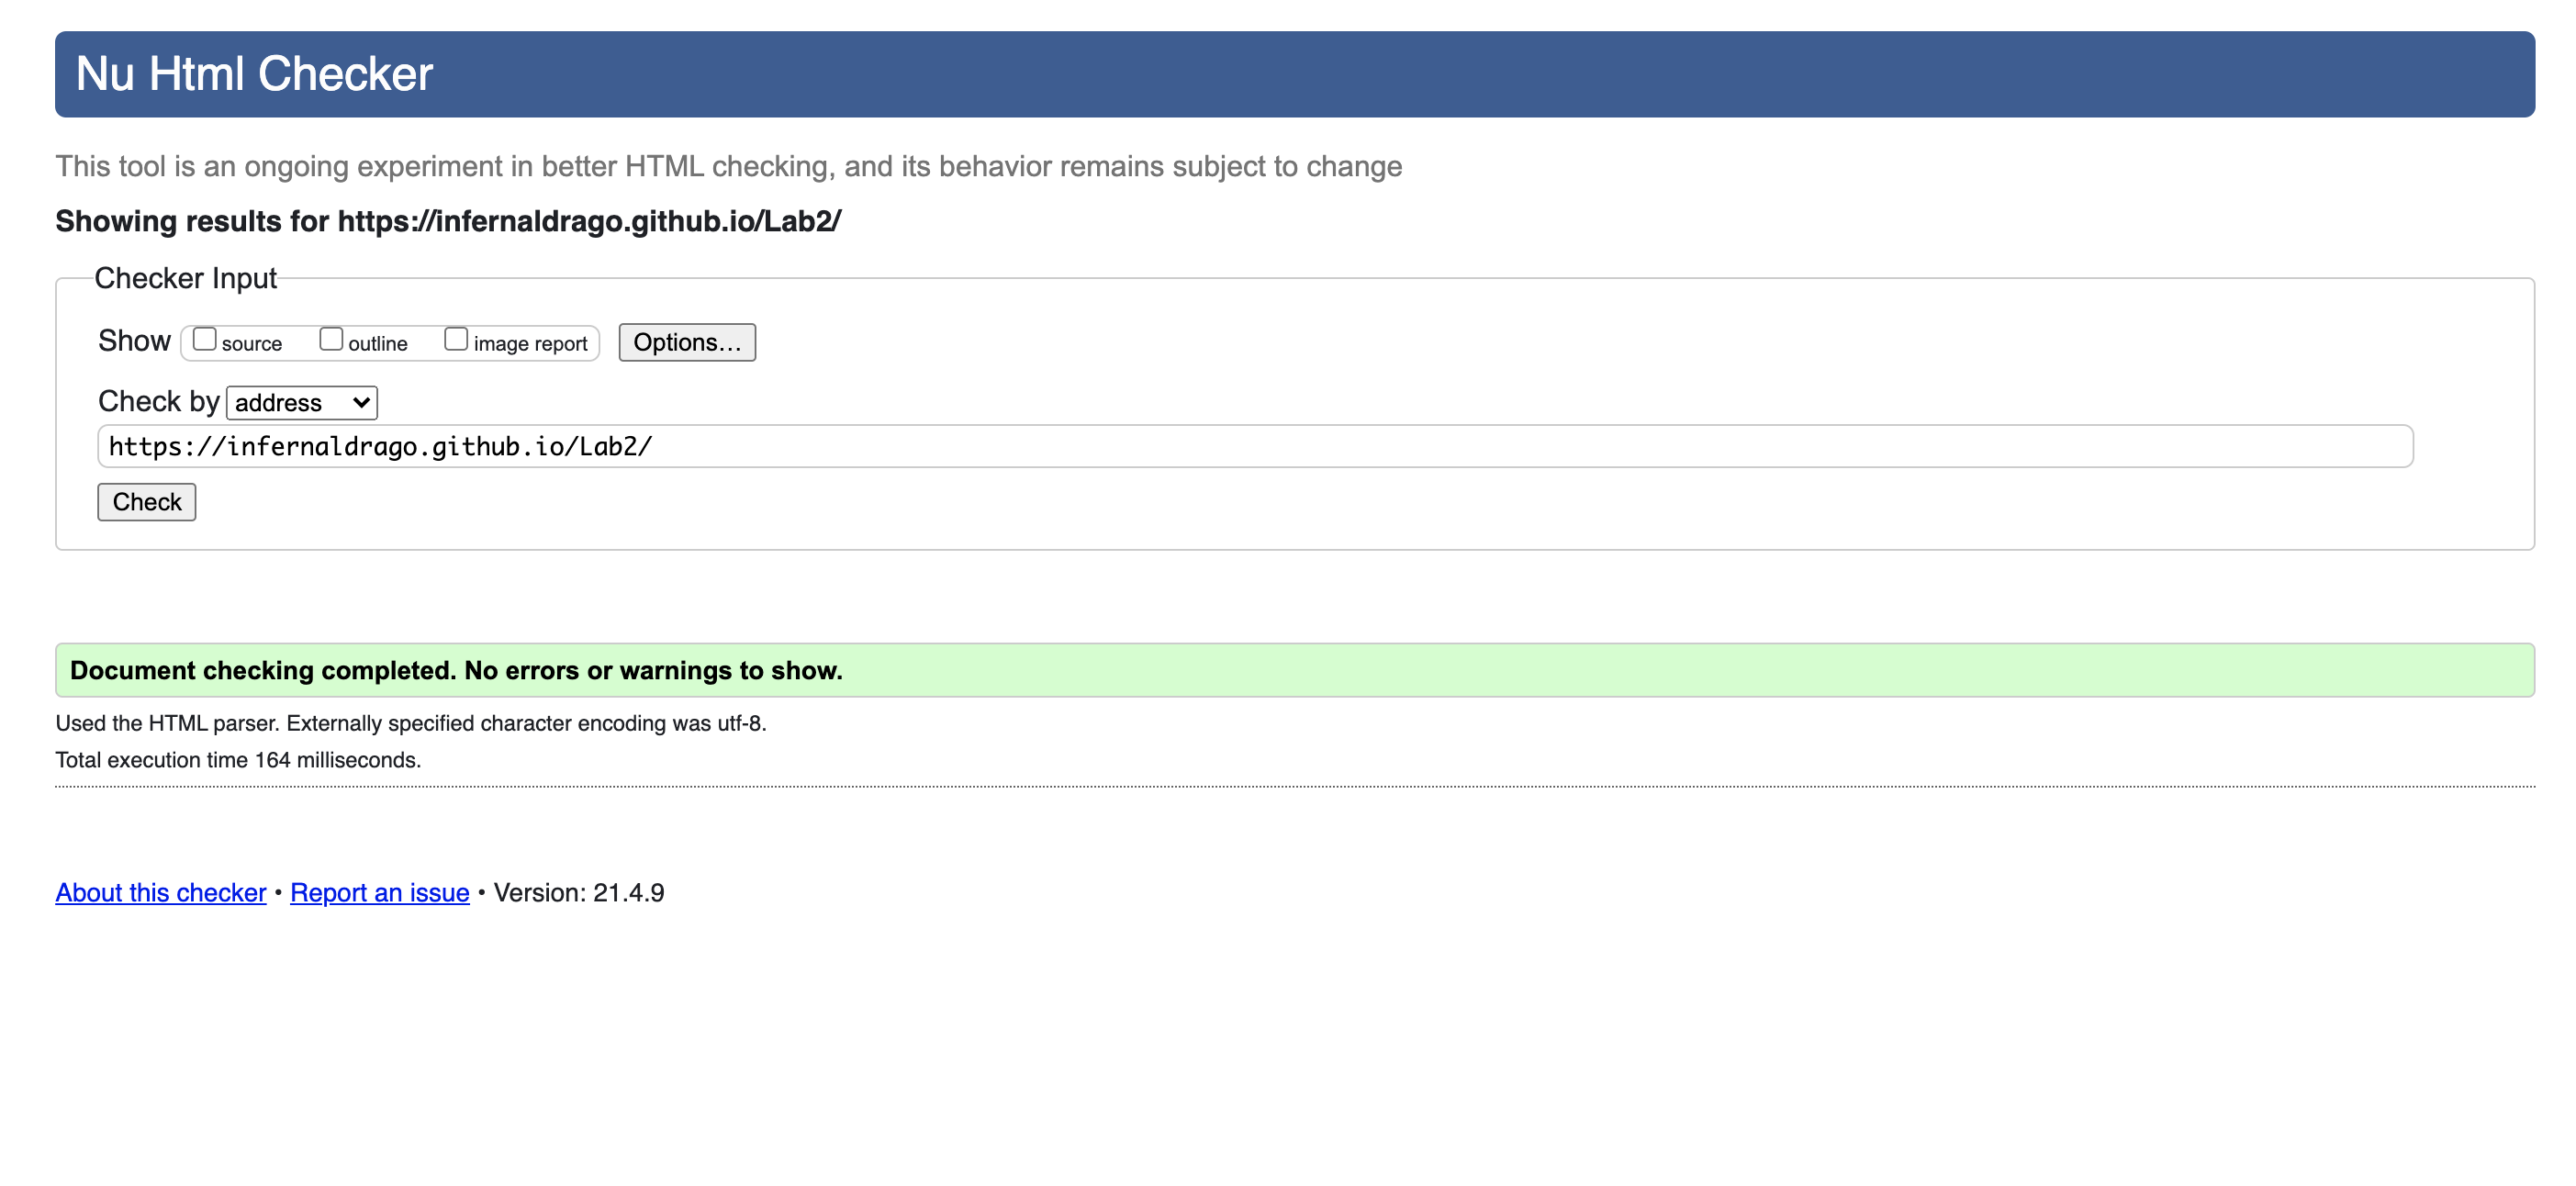 Nu Html Checker
This tool is an ongoing experiment in better HTML checking, and its behavior remains subject to change
Showing results for https://infernaldrago.github.io/Lab2/
Checker Input
Show source outline image report Options...
Check by address
https://infernaldrago.github.io/Lab2/
Check
Document checking completed. No errors or warnings to show.
Used the HTML parser. Externally specified character encoding was utf-8.
Total execution time 164 milliseconds.
About this checker • Report an issue • Version: 21.4.9